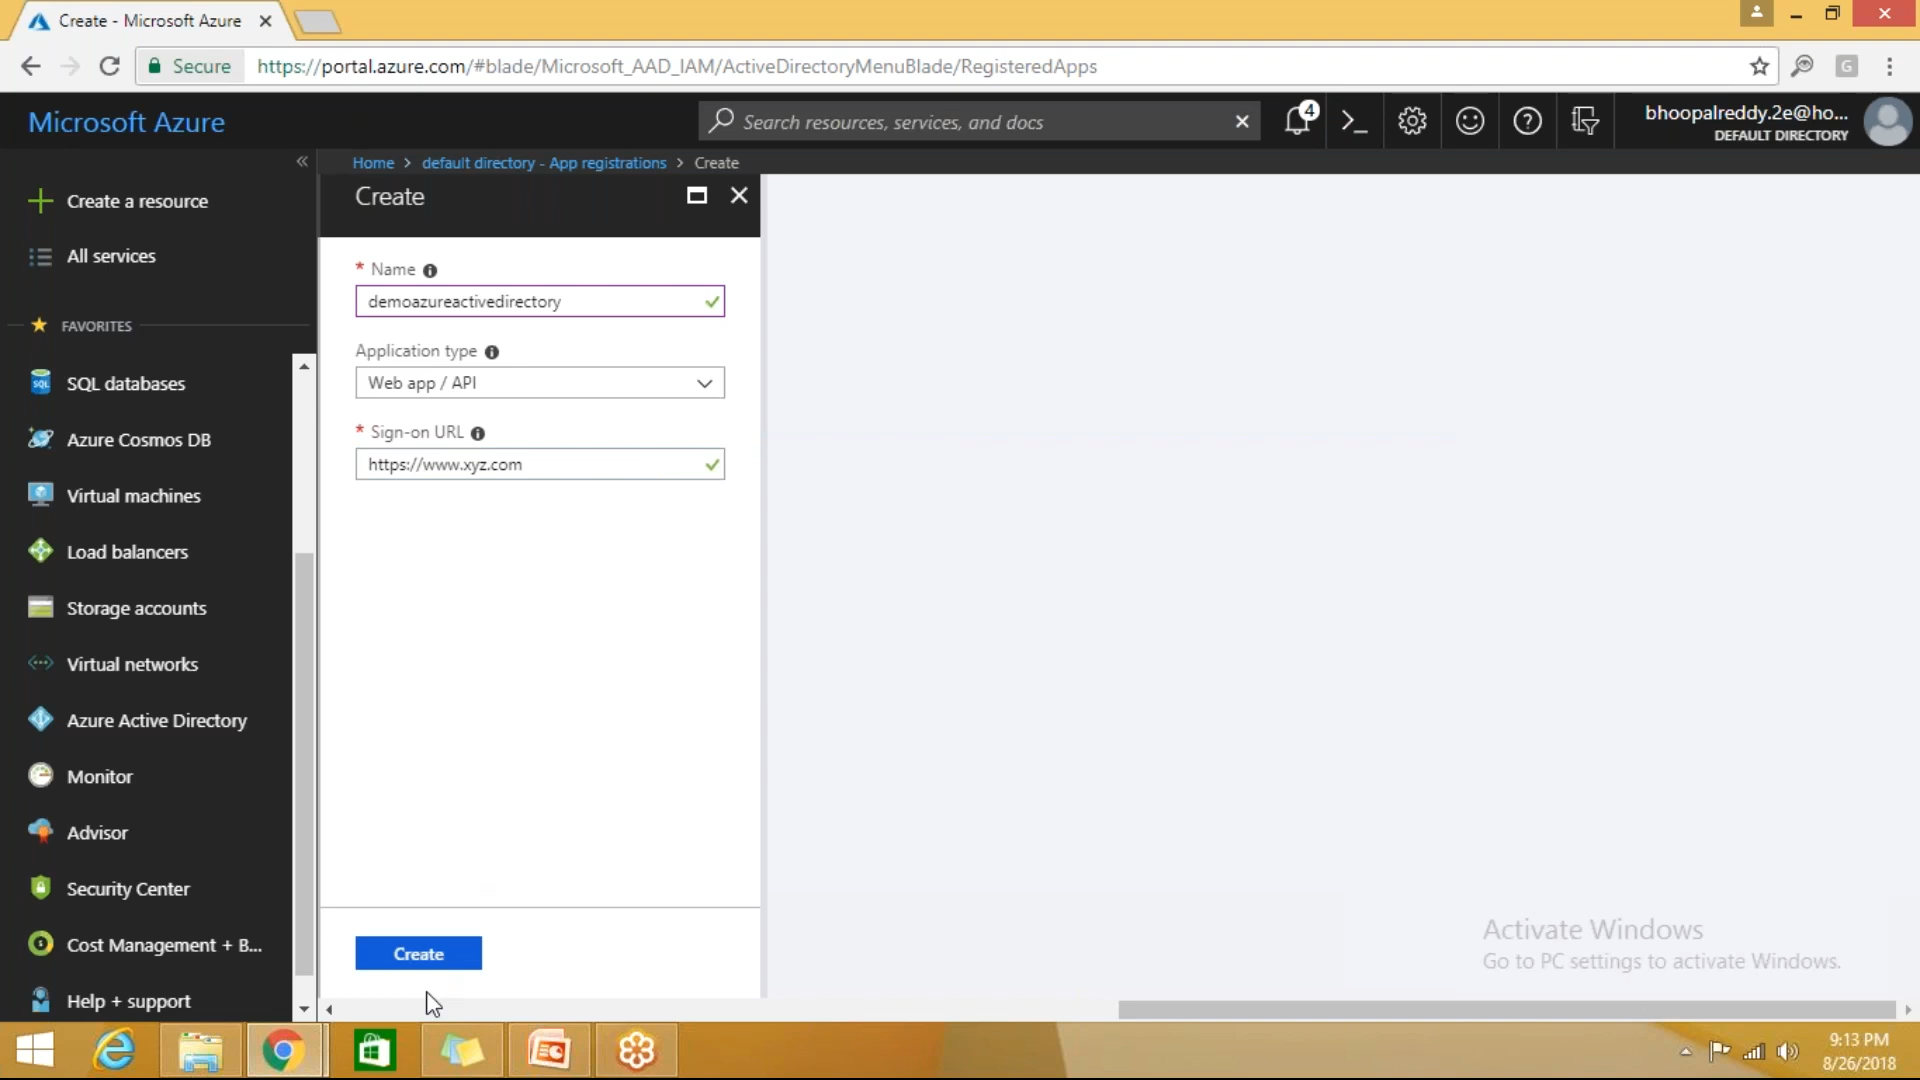 Create - Microsoft Azure
Secure
https://portal.azure.com/#blade/Microsoft_AAD_IAM/ActiveDirectoryMenuBlade/RegisteredApps
G
Microsoft Azure
Search resources, services, and docs
4
bhoopalreddy.2e@ho...
DEFAULT DIRECTORY
Home > default directory - App registrations > Create
Create a resource
All services
FAVORITES
SQL databases
Azure Cosmos DB
Virtual machines
Load balancers
Storage accounts
Virtual networks
Azure Active Directory
Monitor
Advisor
Security Center
Cost Management + B...
Help + support
Create
* Name
demoazureactivedirectory
Application type
Web app / API
* Sign-on URL
https://www.xyz.com
Create
Activate Windows
Go to PC settings to activate Windows.
9:13 PM
8/26/2018